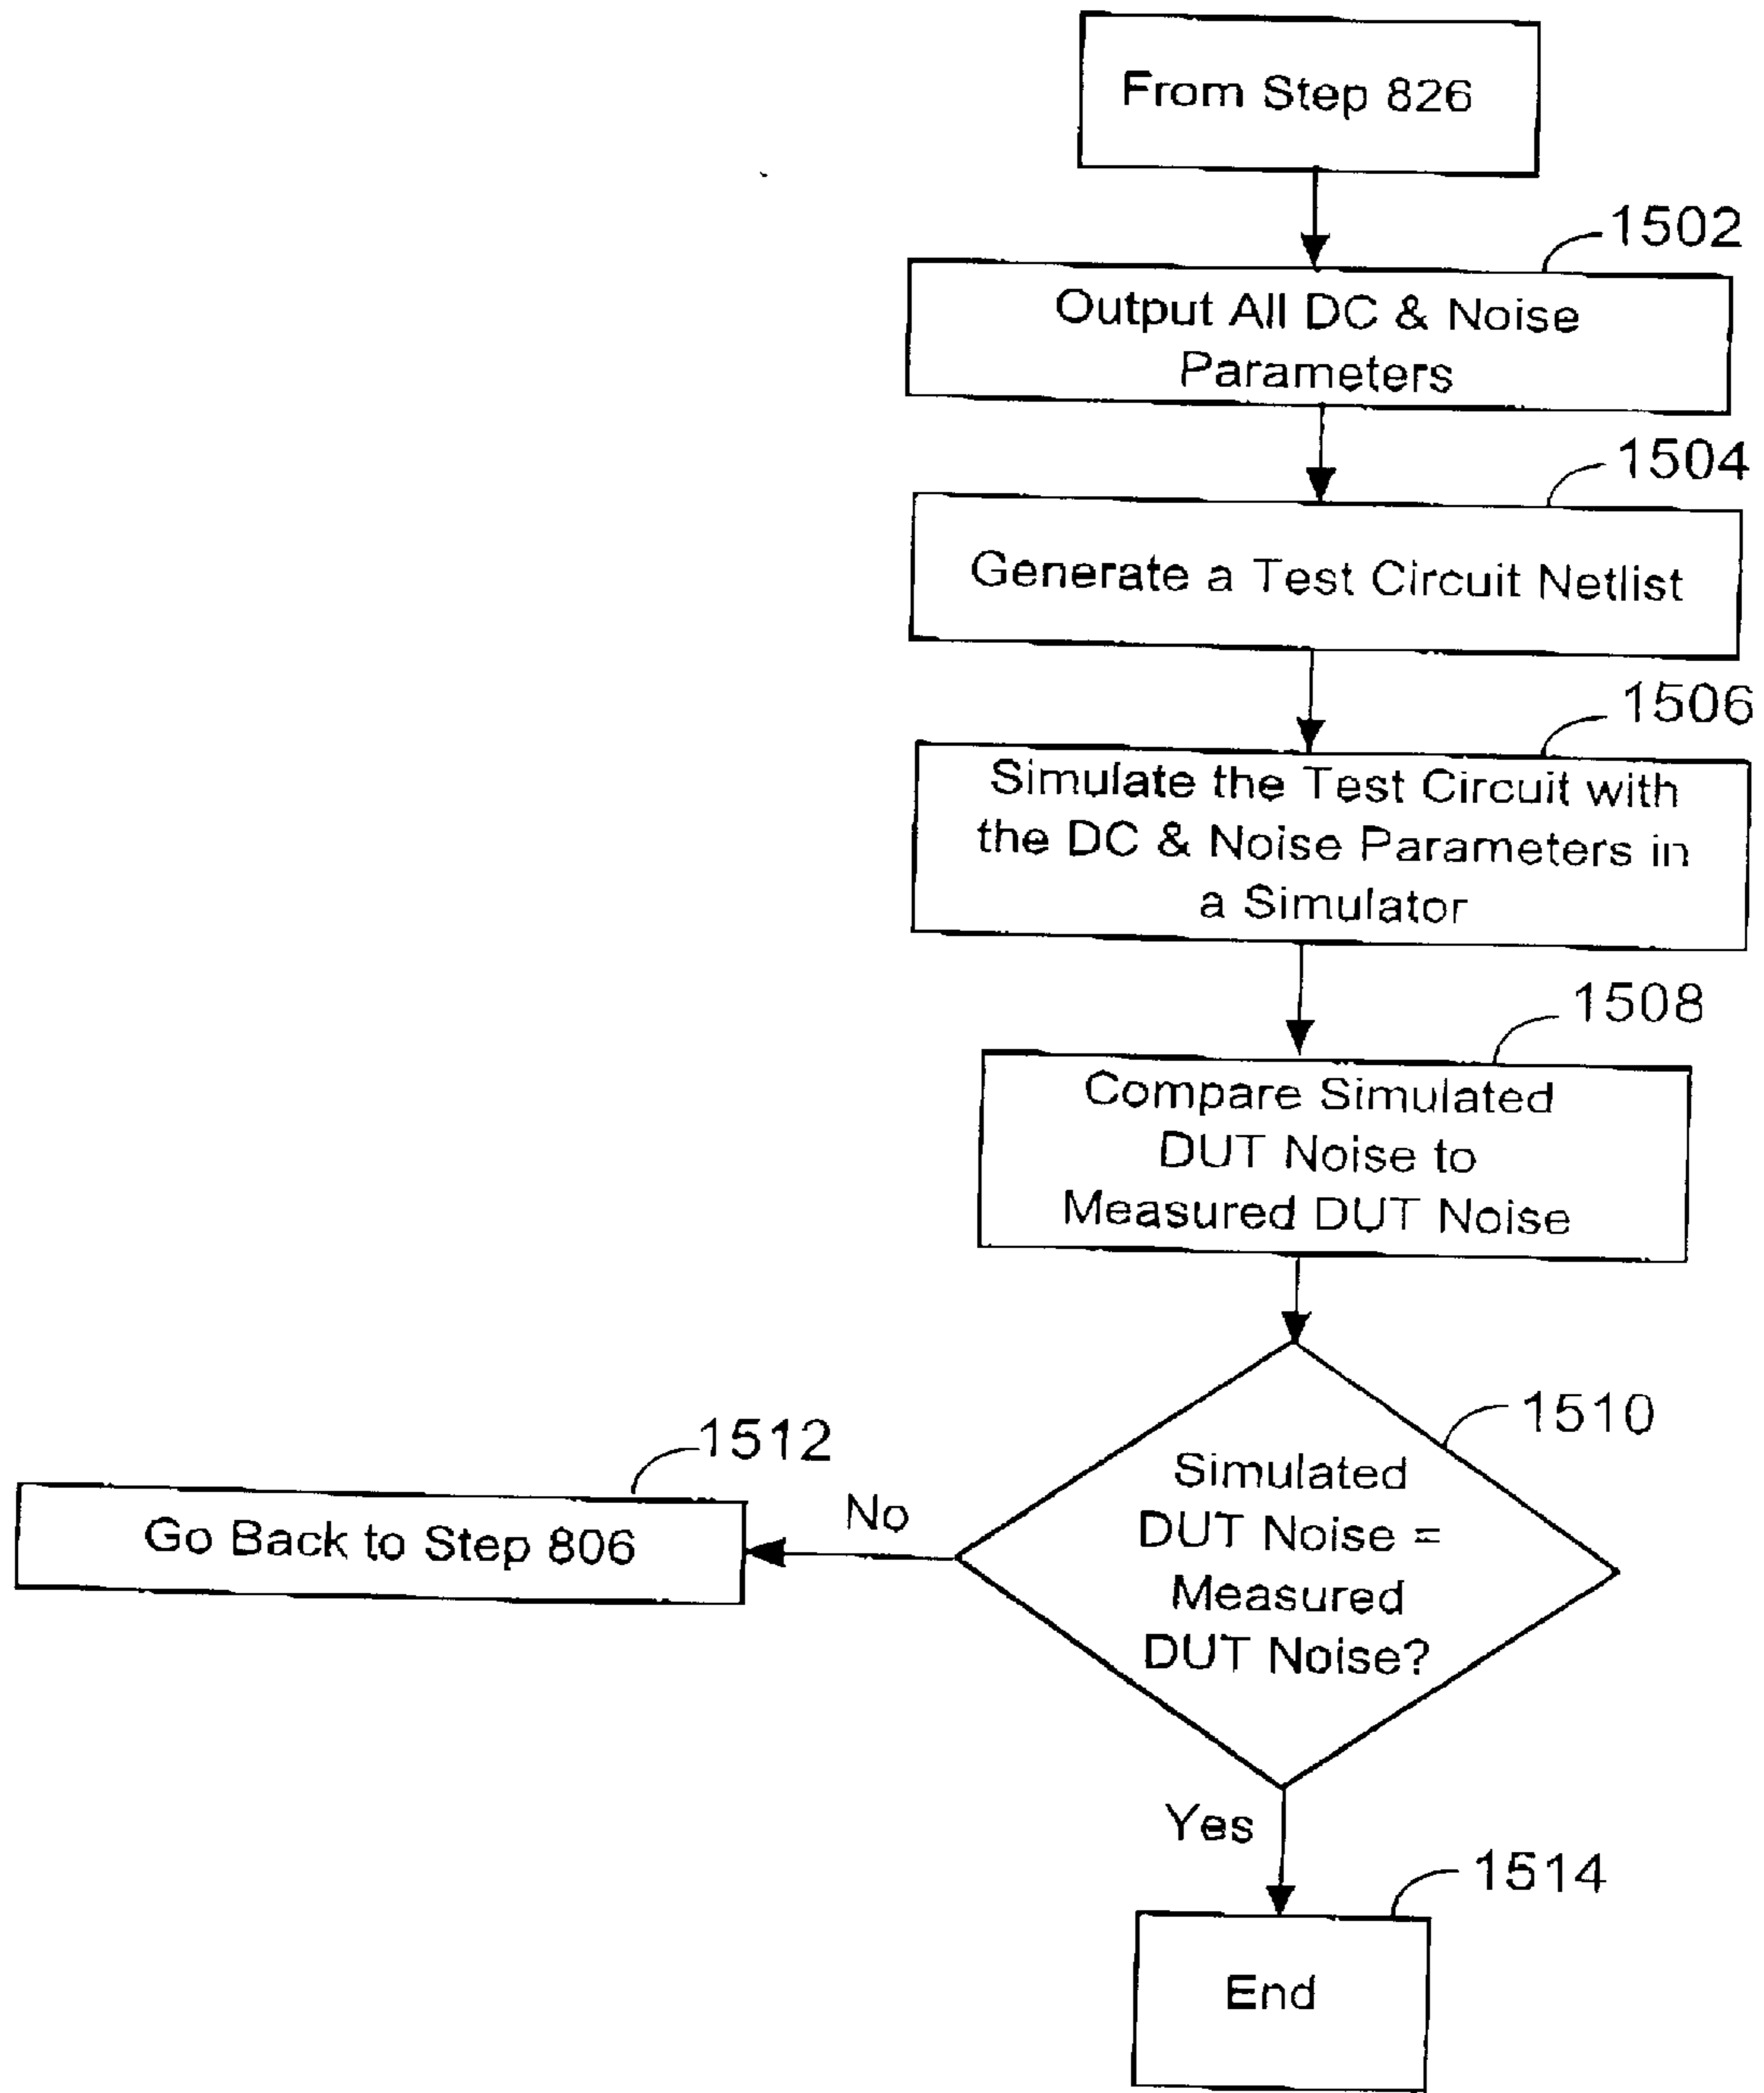 From Step 826
1502
Output All DC & Noise
Parameters
1504
Generate a Test Circuit Netlist
1506
Simulate the Test Circuit with
the DC & Noise Parameters in
a Simulator
1508
Compare Simulated
DUT Noise to
Measured DUT Noise
1510
Simulated
DUT Noise =
Measured
DUT Noise?
No
1512
Go Back to Step 806
Yes
1514
End